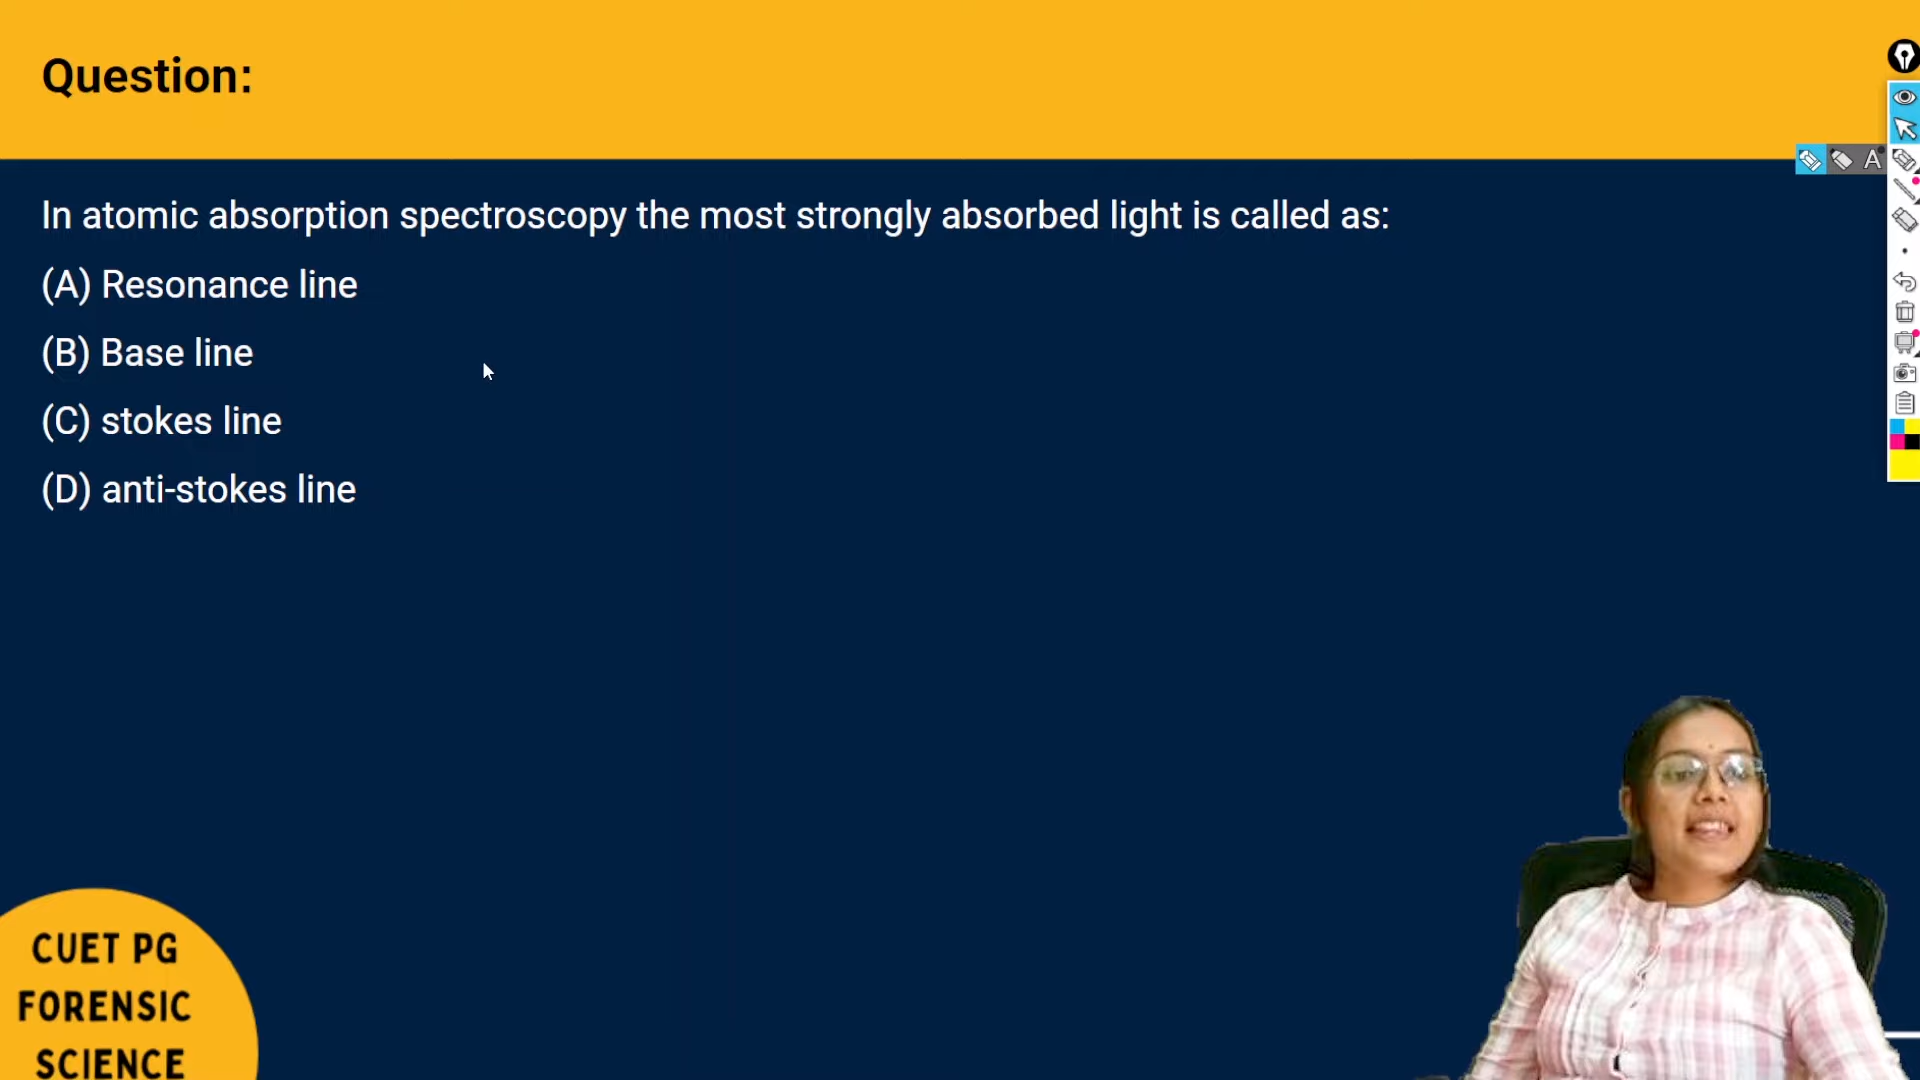 Question:
In atomic absorption spectroscopy the most strongly absorbed light is called as:
(A) Resonance line
(B) Base line
(C) stokes line
(D) anti-stokes line
A
CUET PG
FORENSIC
SCIENCE